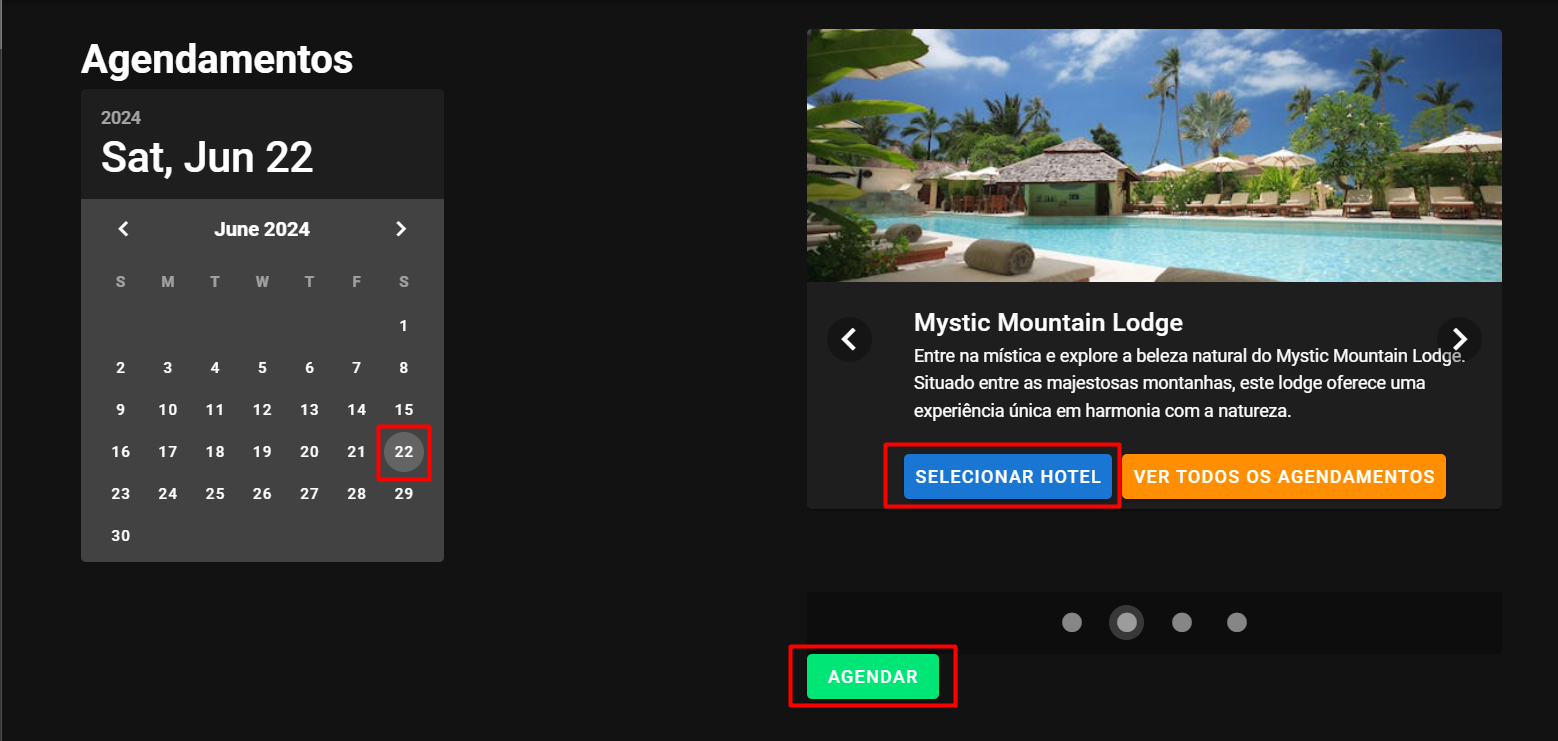 Agendamentos
2024
Sat, Jun 22
June 2024
S M T W T F S
1
2 3 4 5 6 7 8
9 10 11 12 13 14 15
16 17 18 19 20 21 22
23 24 25 26 27 28 29
30
Mystic Mountain Lodge
Entre na mística e explore a beleza natural do Mystic Mountain Lodge.
Situado entre as majestosas montanhas, este lodge oferece uma
experiência única em harmonia com a natureza.
SELECIONAR HOTEL
VER TODOS OS AGENDAMENTOS
AGENDAR